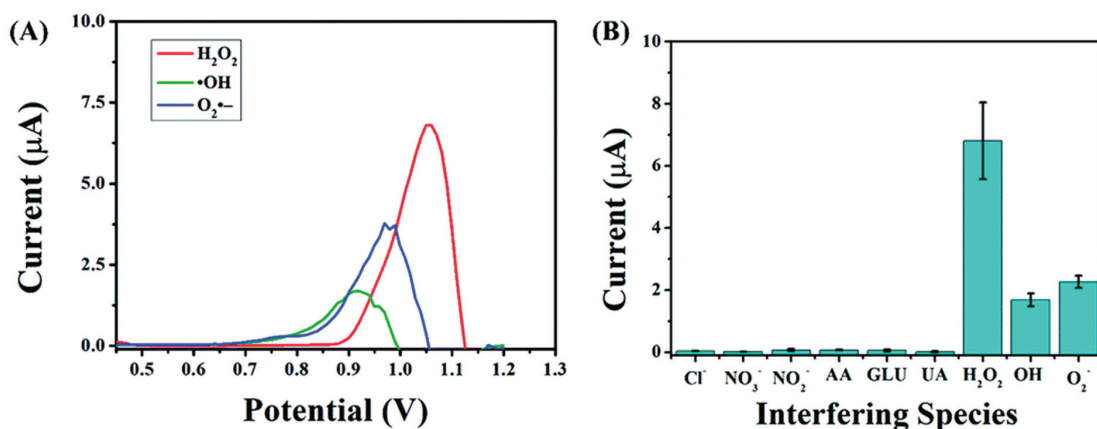 (A)
10.0
7.5
5.0
2.5
0.0
Current (μA)
H₂O₂
•OH
O₂•–
0.5 0.6 0.7 0.8 0.9 1.0 1.1 1.2 1.3
Potential (V)
(B)
10
8
6
4
2
0
Current (μA)
Cl⁻ NO₃⁻ NO₂⁻ AA GLU UA H₂O₂ OH O₂⁻
Interfering Species